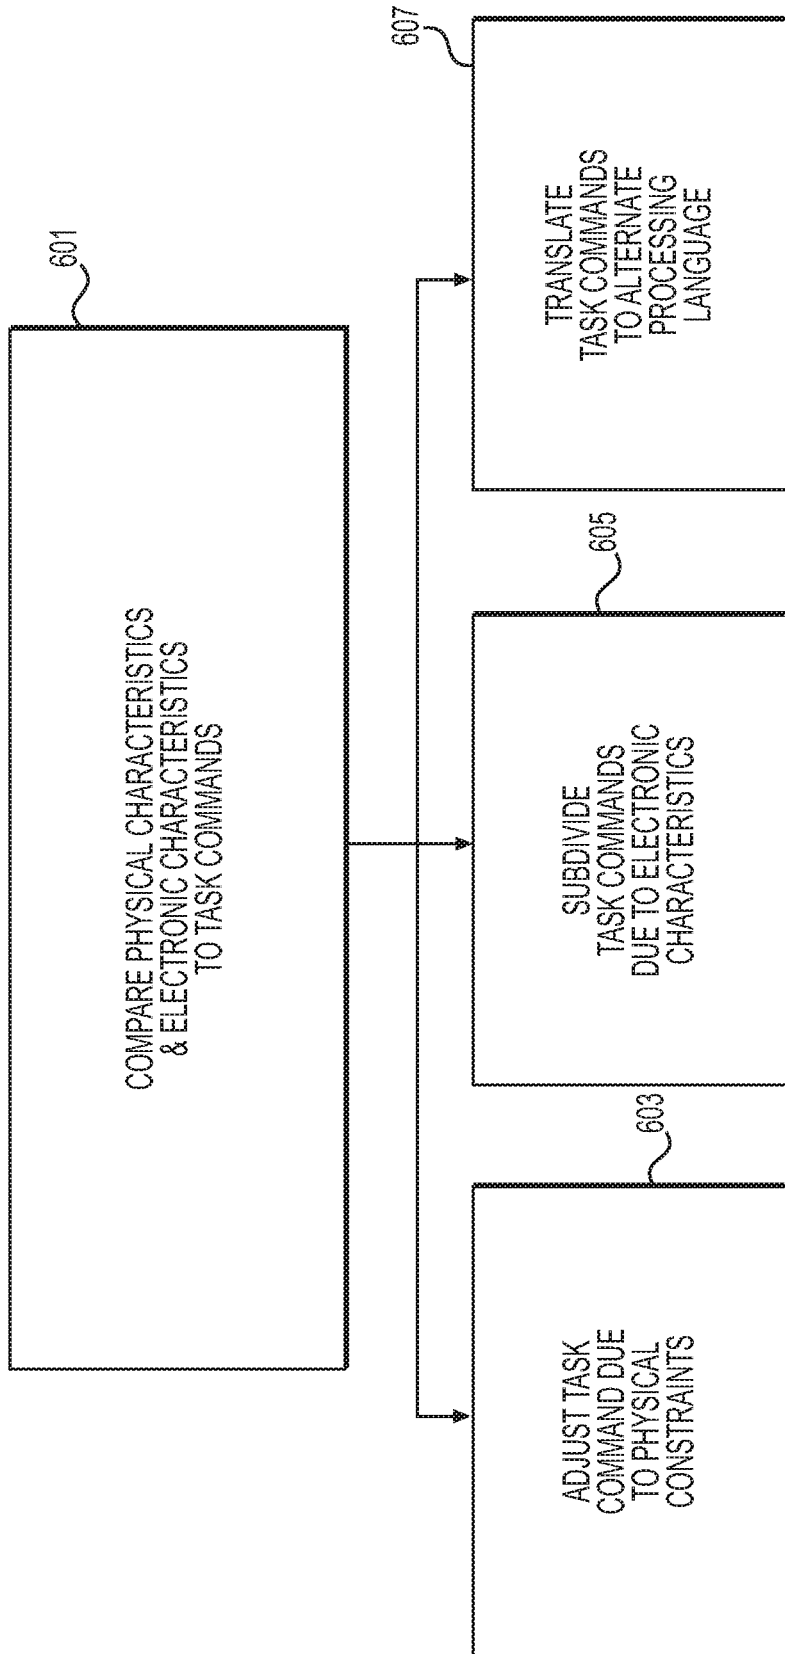 601
COMPARE PHYSICAL CHARACTERISTICS
& ELECTRONIC CHARACTERISTICS
TO TASK COMMANDS
603
ADJUST TASK
COMMAND DUE
TO PHYSICAL
CONSTRAINTS
605
SUBDIVIDE
TASK COMMANDS
DUE TO ELECTRONIC
CHARACTERISTICS
607
TRANSLATE
TASK COMMANDS
TO ALTERNATE
PROCESSING
LANGUAGE